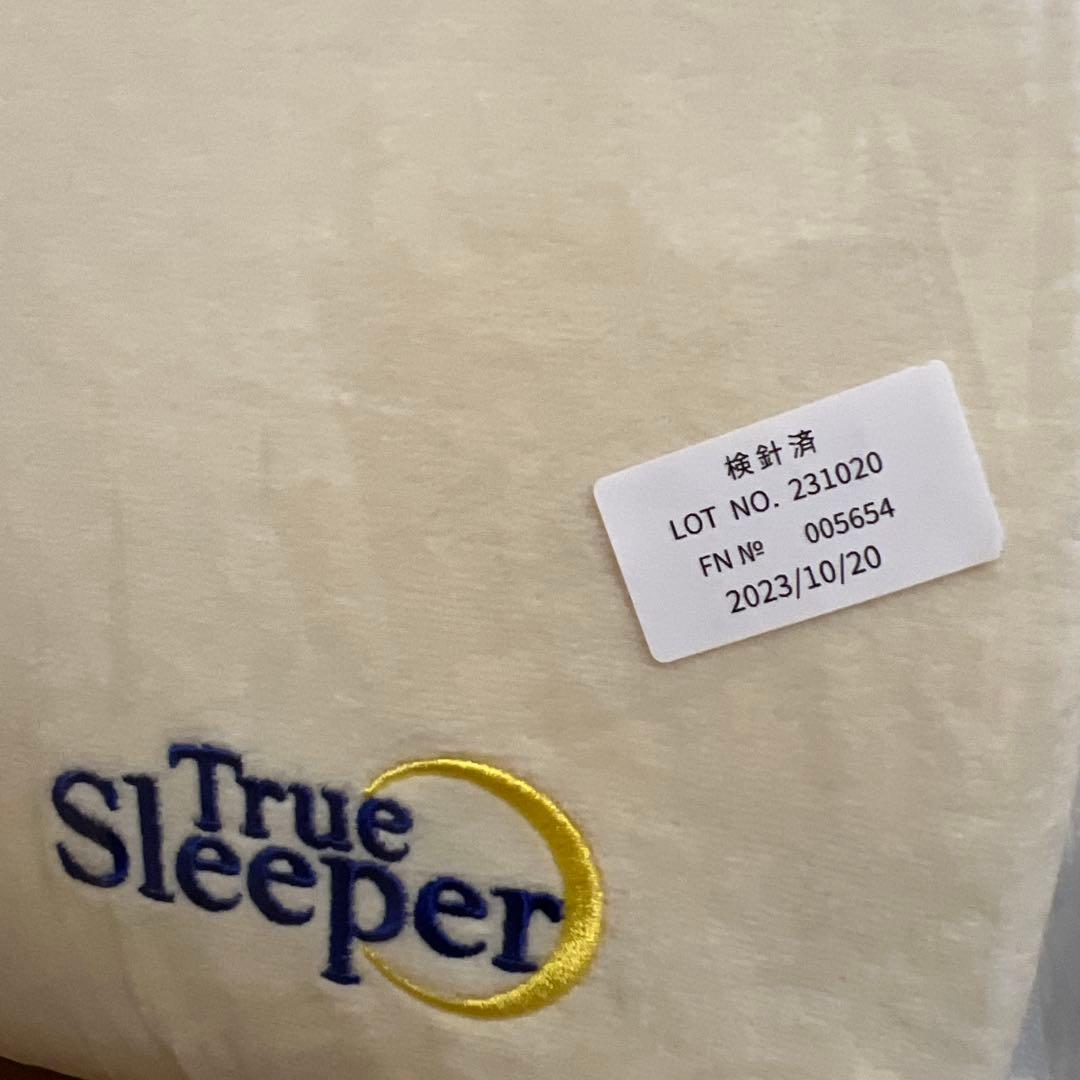 検針済
LOT NO. 231020
FN № 005654
2023/10/20
True
Sleeper